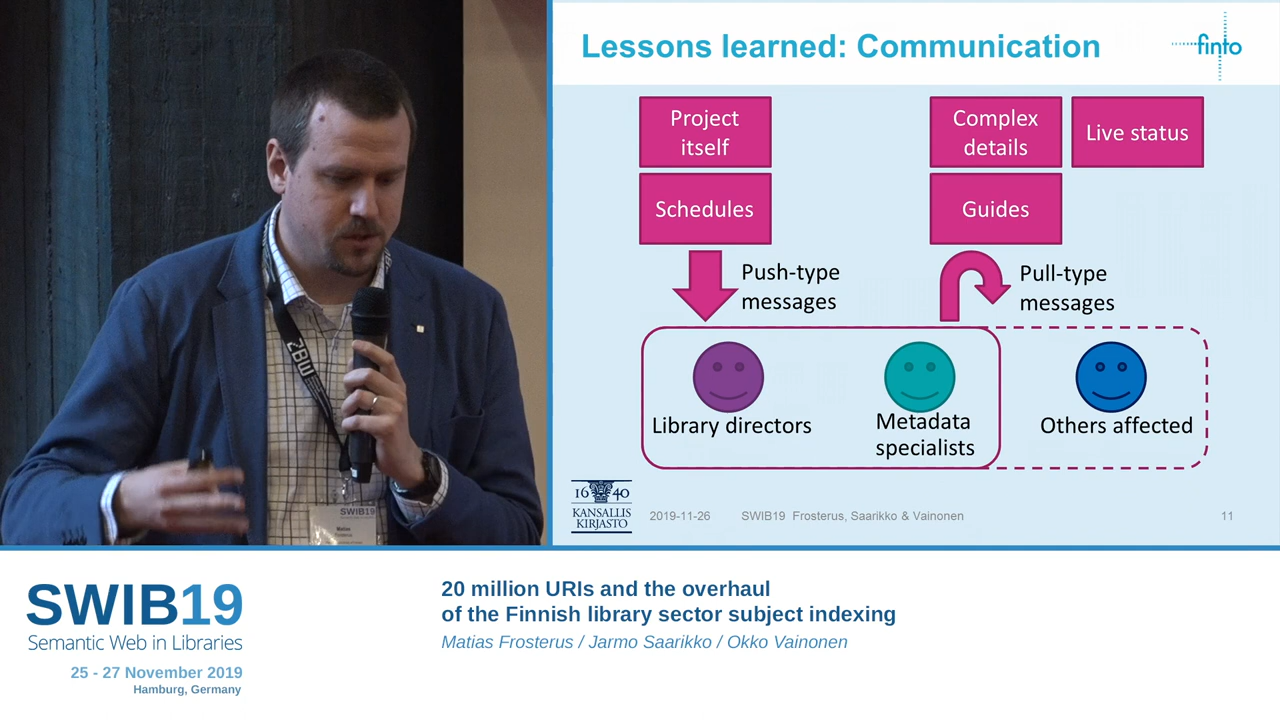 Lessons learned: Communication
finto
Project
itself
Complex
details
Live status
Schedules
Guides
Push-type
messages
Pull-type
messages
Library directors
Metadata
specialists
Others affected
16 40
KANSALLIS
KIRJASTO
2019-11-26
SWIB19 Frosterus, Saarikko & Vainonen
11
ZBW
SWIB19
Matias
SWIB19
Semantic Web in Libraries
25 - 27 November 2019
Hamburg, Germany
20 million URIs and the overhaul
of the Finnish library sector subject indexing
Matias Frosterus / Jarmo Saarikko / Okko Vainonen